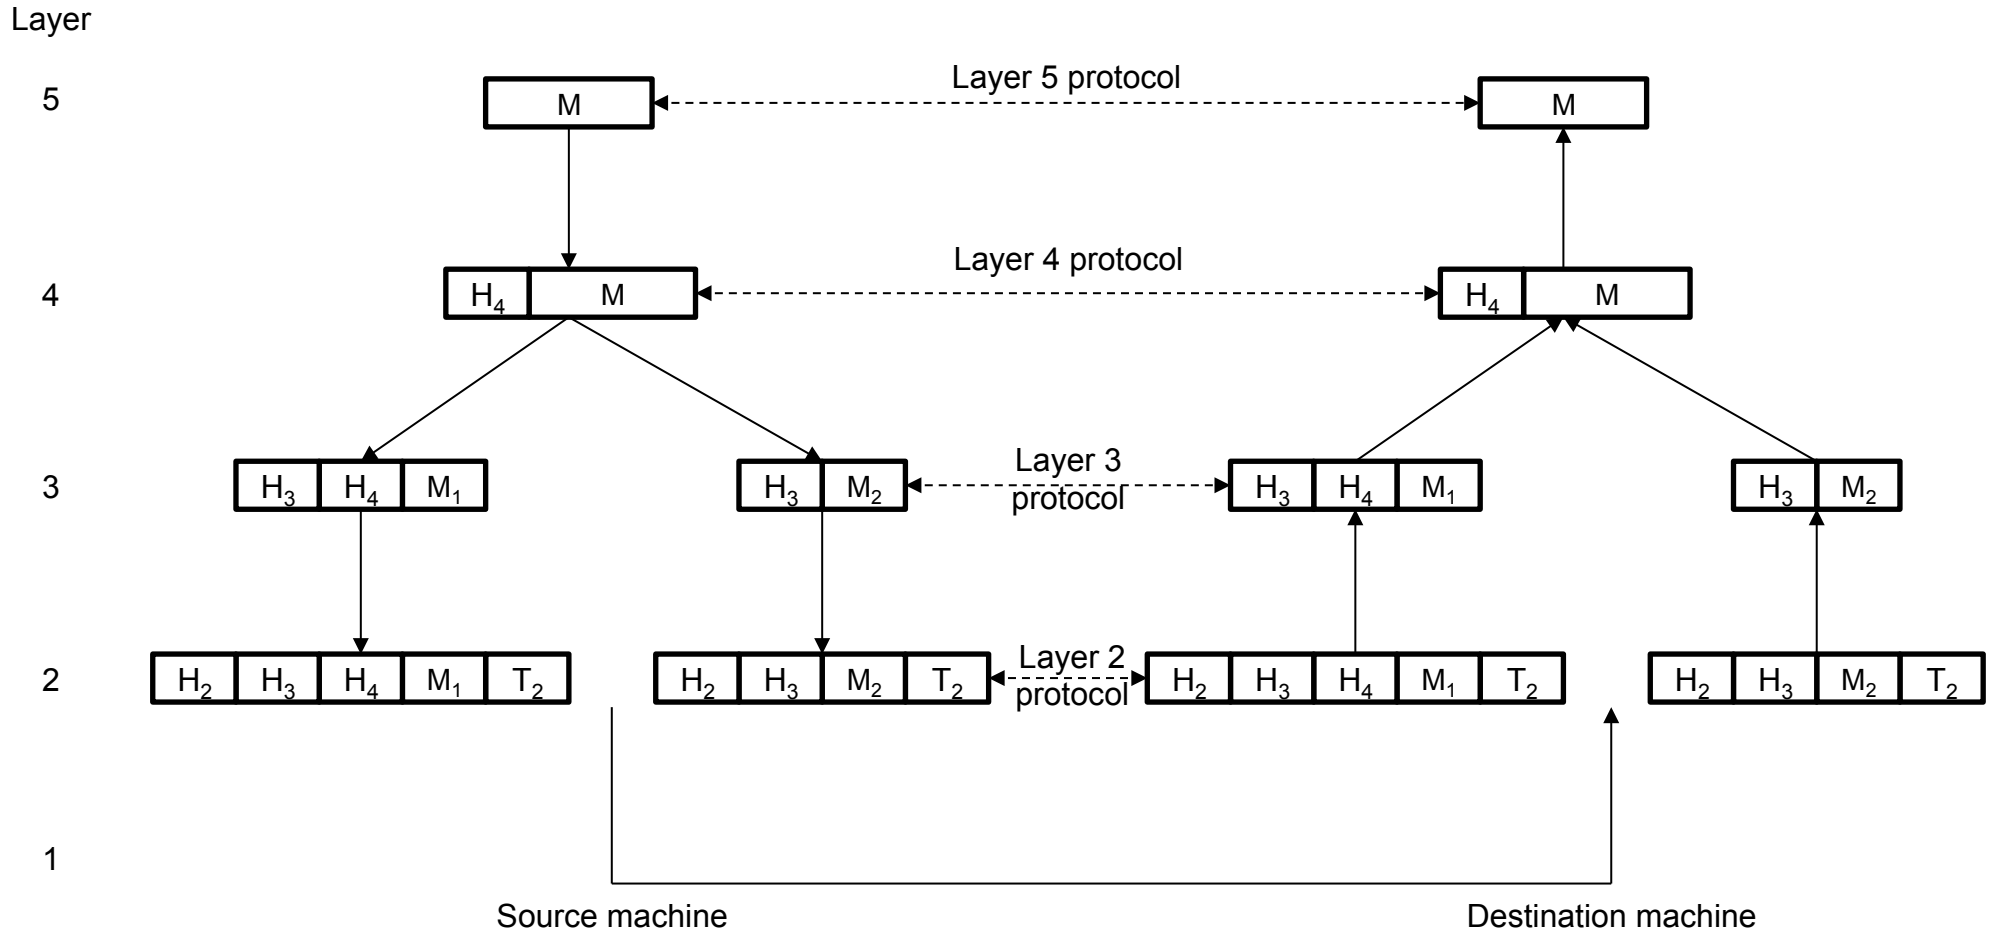 Layer
5
M
Layer 5 protocol
M
4
H4 M
Layer 4 protocol
H4 M
3
H3 H4 M1
H3 M2
Layer 3
protocol
H3 H4 M1
H3 M2
2
H2 H3 H4 M1 T2
H2 H3 M2 T2
Layer 2
protocol
H2 H3 H4 M1 T2
H2 H3 M2 T2
1
Source machine
Destination machine